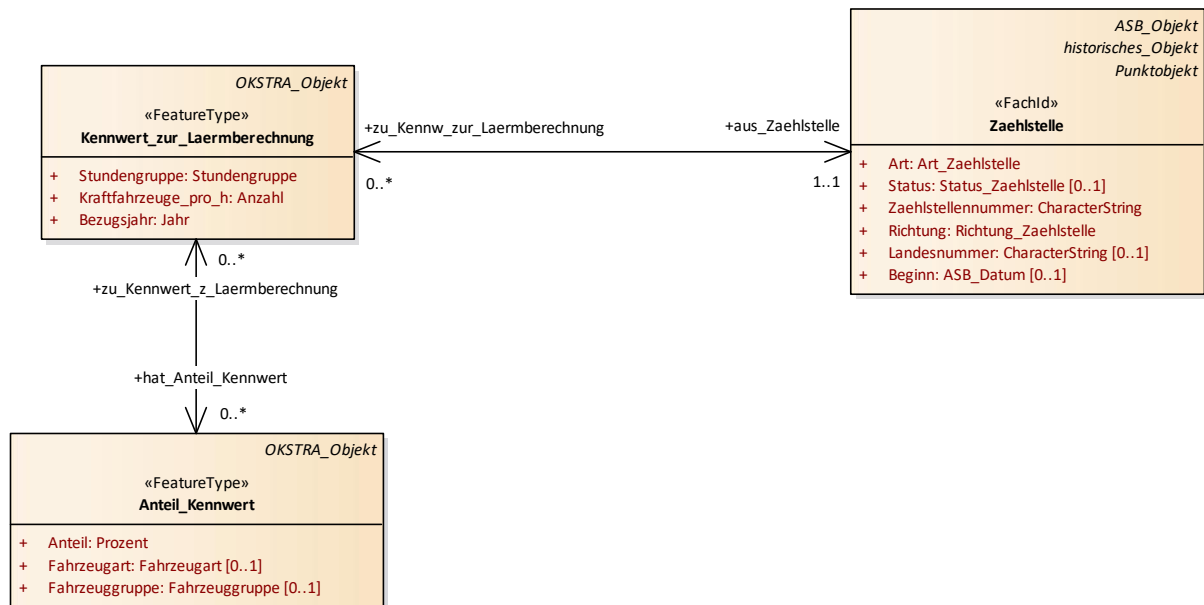 OKSTRA_Objekt
«FeatureType»
Kennwert_zur_Laermberechnung
+ Stundengruppe: Stundengruppe
+ Kraftfahrzeuge_pro_h: Anzahl
+ Bezugsjahr: Jahr
+zu_Kennw_zur_Laermberechnung
0..*
+aus_Zaehlstelle
1..1
ASB_Objekt
historisches_Objekt
Punktobjekt
«FachId»
Zaehlstelle
+ Art: Art_Zaehlstelle
+ Status: Status_Zaehlstelle [0..1]
+ Zaehlstellennummer: CharacterString
+ Richtung: Richtung_Zaehlstelle
+ Landesnummer: CharacterString [0..1]
+ Beginn: ASB_Datum [0..1]
0..*
+zu_Kennwert_z_Laermberechnung
+hat_Anteil_Kennwert
0..*
OKSTRA_Objekt
«FeatureType»
Anteil_Kennwert
+ Anteil: Prozent
+ Fahrzeugart: Fahrzeugart [0..1]
+ Fahrzeuggruppe: Fahrzeuggruppe [0..1]